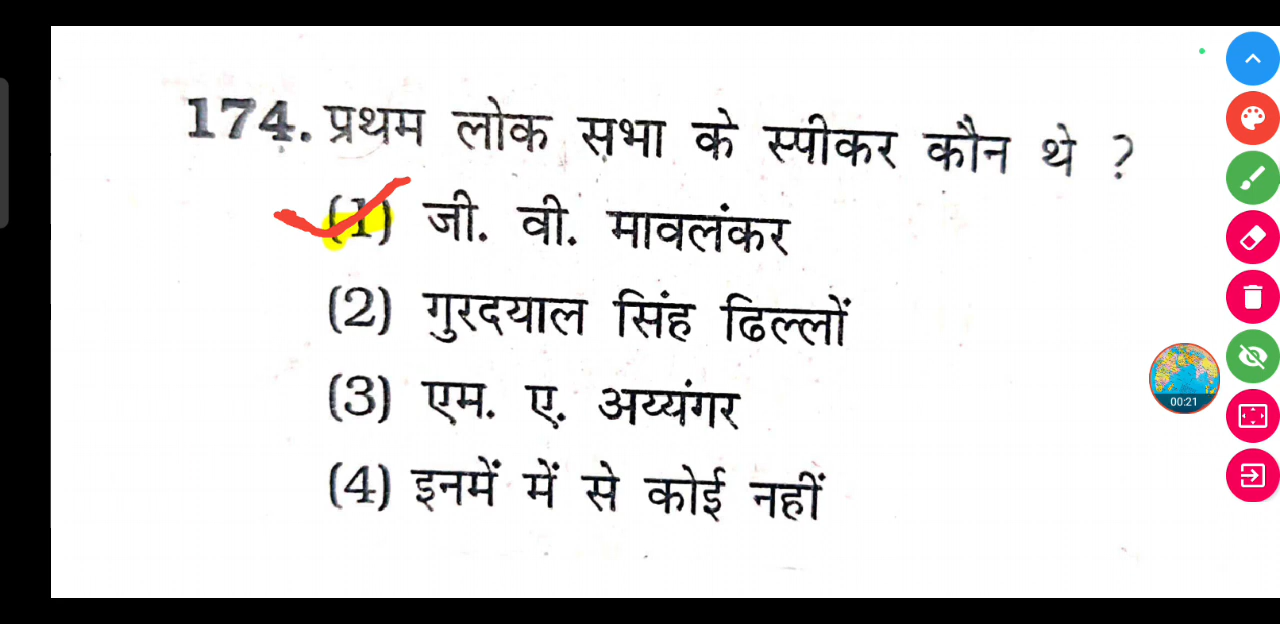 174. प्रथम लोक सभा के स्पीकर कौन थे ?
(1) जी. वी. मावलंकर
(2) गुरदयाल सिंह ढिल्लों
(3) एम. ए. अय्यंगर
(4) इनमें में से कोई नहीं
00:21